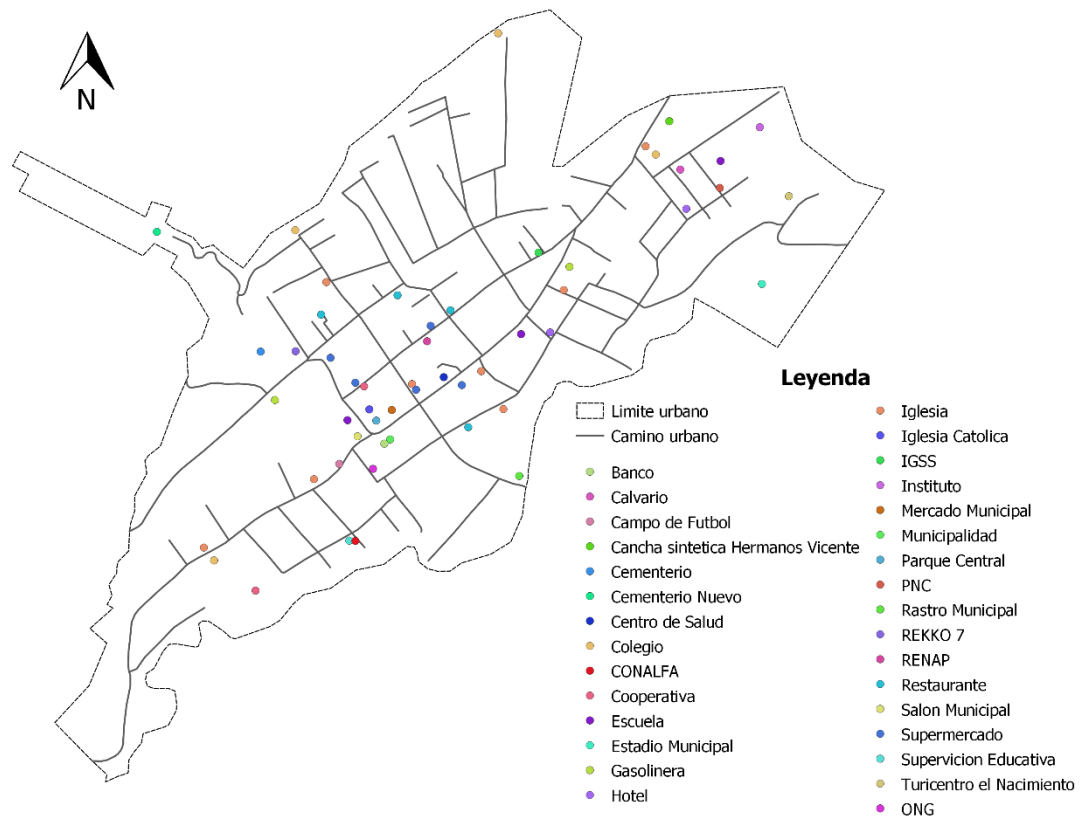 N
Leyenda
Limite urbano
Camino urbano
Banco
Calvario
Campo de Futbol
Cancha sintetica Hermanos Vicente
Cementerio
Cementerio Nuevo
Centro de Salud
Colegio
CONALFA
Cooperativa
Escuela
Estadio Municipal
Gasolinera
Hotel
Iglesia
Iglesia Catolica
IGSS
Instituto
Mercado Municipal
Municipalidad
Parque Central
PNC
Rastro Municipal
REKKO 7
RENAP
Restaurante
Salon Municipal
Supermercado
Supervicion Educativa
Turicentro el Nacimiento
ONG